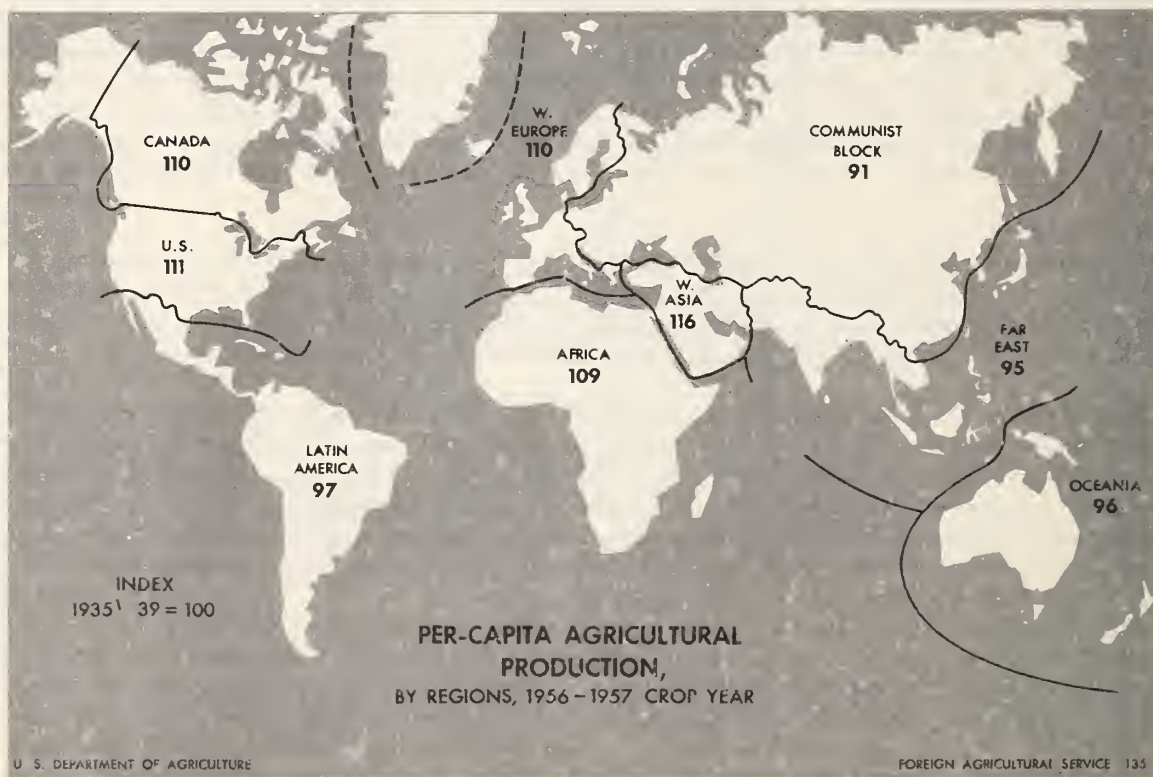 CANADA
110
U.S.
111
W.
EUROPE
110
COMMUNIST
BLOCK
91
W.
ASIA
116
AFRICA
109
FAR
EAST
95
LATIN
AMERICA
97
OCEANIA
96
INDEX
1935\ 39 = 100
PER-CAPITA AGRICULTURAL
PRODUCTION,
BY REGIONS, 1956-1957 CROP YEAR
U S. DEPARTMENT OF AGRICULTURE
FOREIGN AGRICULTURAL SERVICE 135